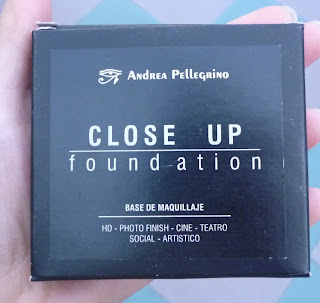 ANDREA PELLEGRINO
CLOSE UP
foundation
BASE DE MAQUILLAJE
HD - PHOTO FINISH - CINE - TEATRO
SOCIAL - ARTISTICO